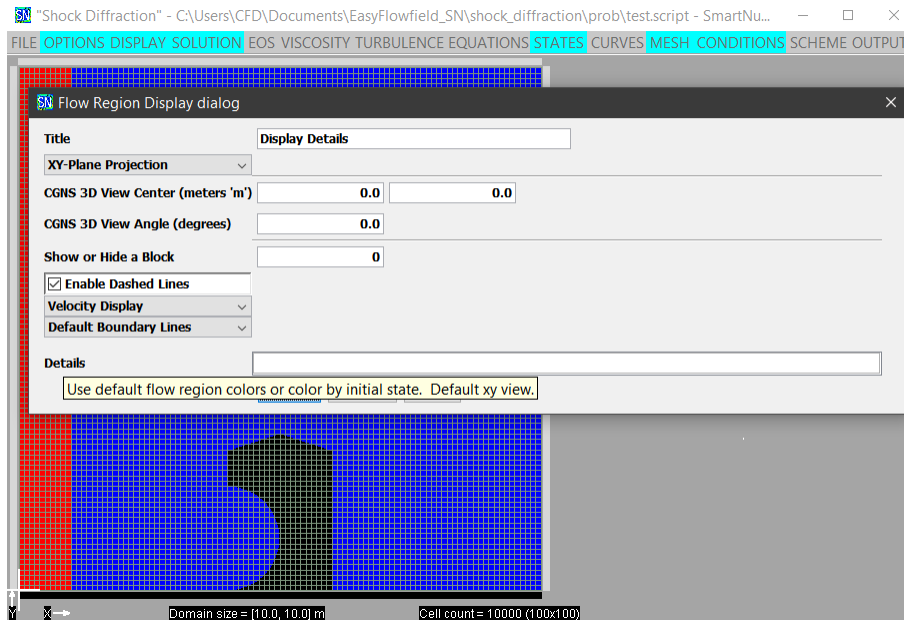 "Shock Diffraction" - C:\Users\CFD\Documents\EasyFlowfield_SN\shock_diffraction\prob\test.script - SmartNu...
FILE OPTIONS DISPLAY SOLUTION EOS VISCOSITY TURBULENCE EQUATIONS STATES CURVES MESH CONDITIONS SCHEME OUTPUT
SN Flow Region Display dialog
Title Display Details
XY-Plane Projection
CGNS 3D View Center (meters 'm') 0.0 0.0
CGNS 3D View Angle (degrees) 0.0
Show or Hide a Block 0
Enable Dashed Lines
Velocity Display
Default Boundary Lines
Details
Use default flow region colors or color by initial state. Default xy view.
Y X Domain size = [10.0, 10.0] m Cell count = 10000 (100x100)